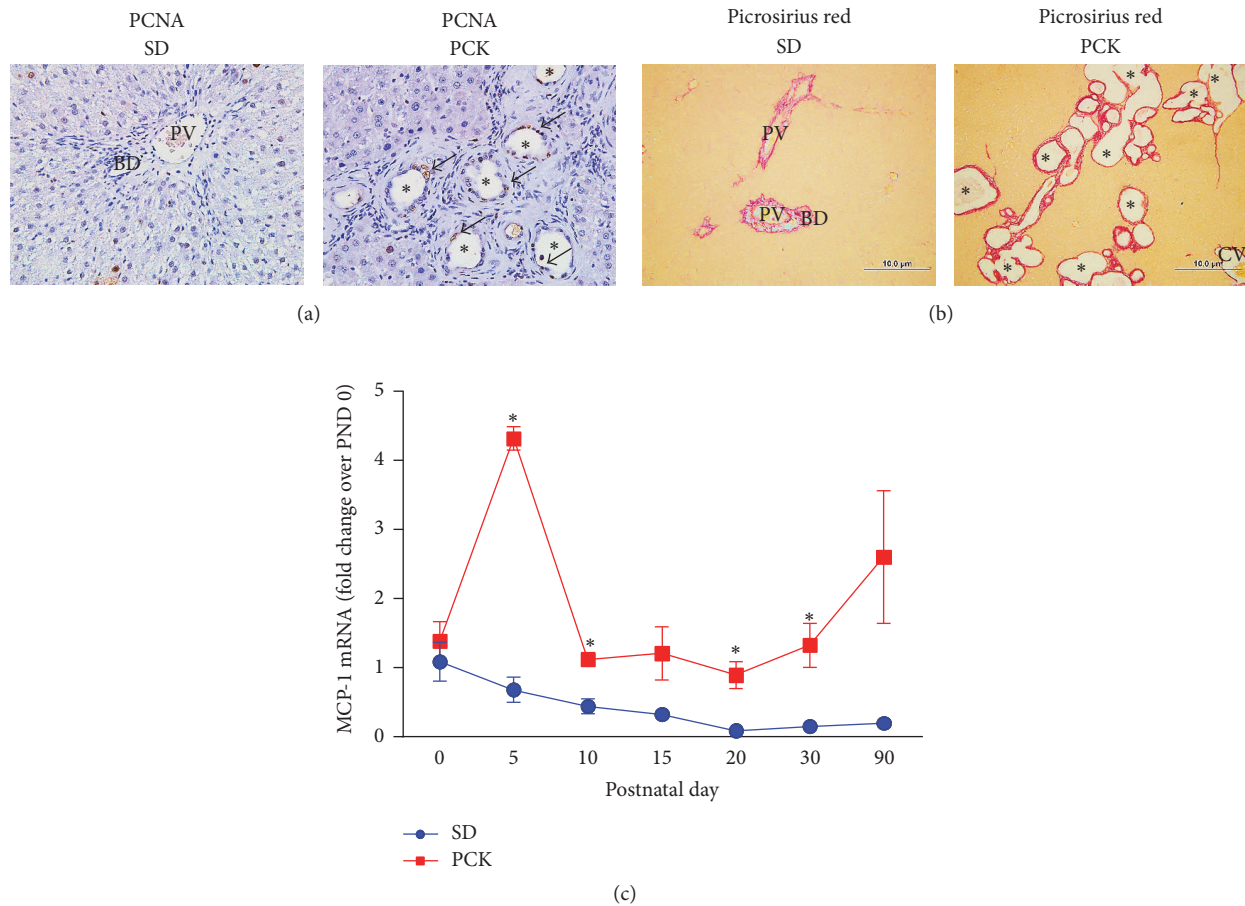 PCNA
SD
PCNA
PCK
Picrosirius red
SD
Picrosirius red
PCK
PV
BD
*
*
*
*
*
*
PV
PV
BD
10.0 µm
*
*
*
*
*
*
*
*
*
CV
10.0 µm
(a)
(b)
MCP-1 mRNA (fold change over PND 0)
5
4
3
2
1
0
*
*
*
*
0 5 10 15 20 30 90
Postnatal day
SD
PCK
(c)